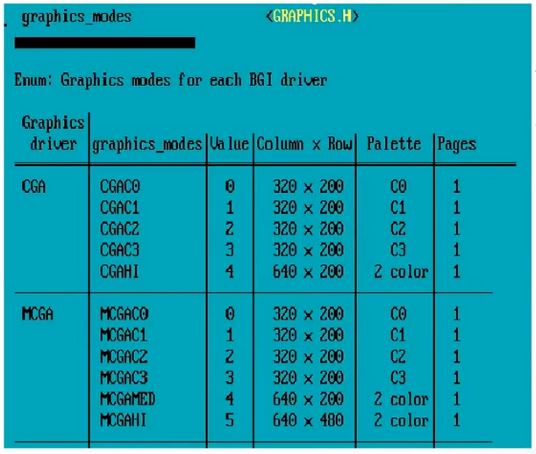 graphics_modes <GRAPHICS.H>
Enum: Graphics modes for each BGI driver
Graphics
driver graphics_modes Value Column x Row Palette Pages
CGA CGAC0 0 320 x 200 C0 1
CGAC1 1 320 x 200 C1 1
CGAC2 2 320 x 200 C2 1
CGAC3 3 320 x 200 C3 1
CGAHI 4 640 x 200 2 color 1
MCGA MCGAC0 0 320 x 200 C0 1
MCGAC1 1 320 x 200 C1 1
MCGAC2 2 320 x 200 C2 1
MCGAC3 3 320 x 200 C3 1
MCGAMED 4 640 x 200 2 color 1
MCGAHI 5 640 x 480 2 color 1